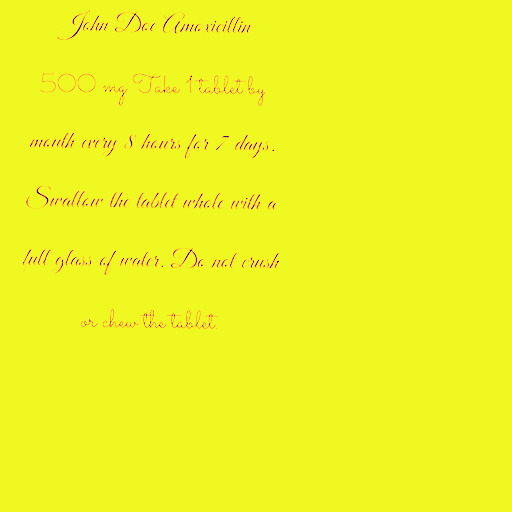 John Doe Amoxicillin
500 mg Take 1 tablet by
mouth every 8 hours for 7 days.
Swallow the tablet whole with a
full glass of water. Do not crush
or chew the tablet.